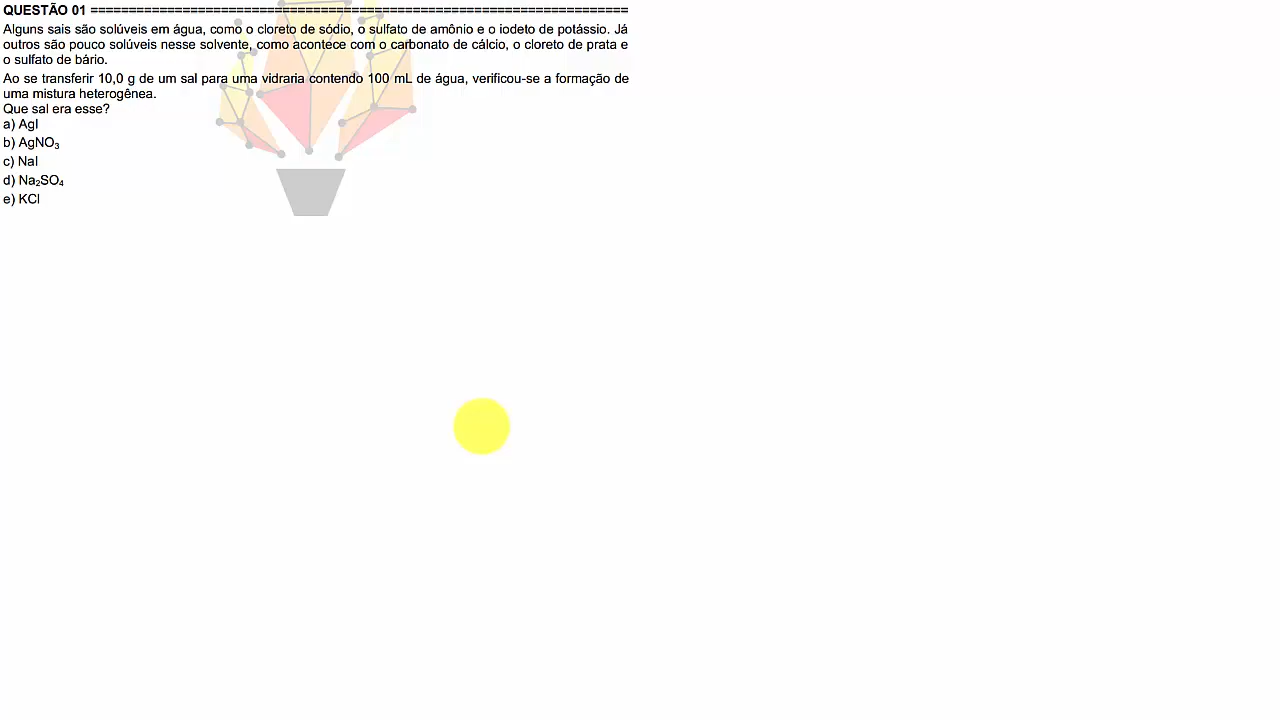 QUESTÃO 01 ======================================================================
Alguns sais são solúveis em água, como o cloreto de sódio, o sulfato de amônio e o iodeto de potássio. Já
outros são pouco solúveis nesse solvente, como acontece com o carbonato de cálcio, o cloreto de prata e
o sulfato de bário.
Ao se transferir 10,0 g de um sal para uma vidraria contendo 100 mL de água, verificou-se a formação de
uma mistura heterogênea.
Que sal era esse?
a) AgI
b) AgNO₃
c) NaI
d) Na₂SO₄
e) KCl